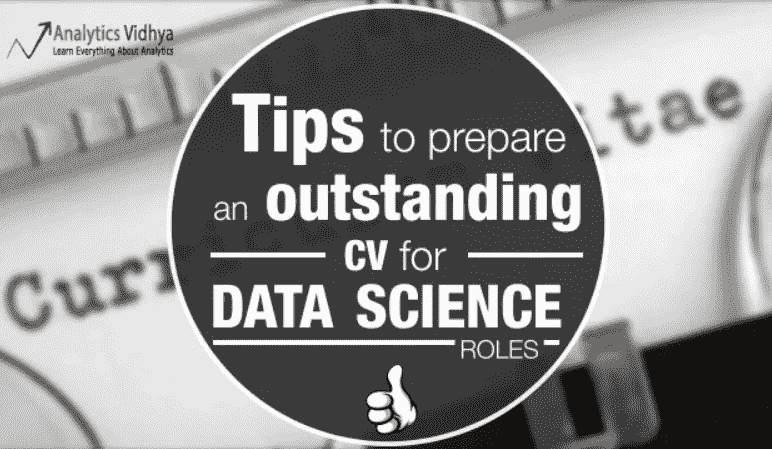 Analytics Vidhya
Learn Everything About Analytics
Tips to prepare
an outstanding
CV for
DATA SCIENCE
ROLES
Curr
itae